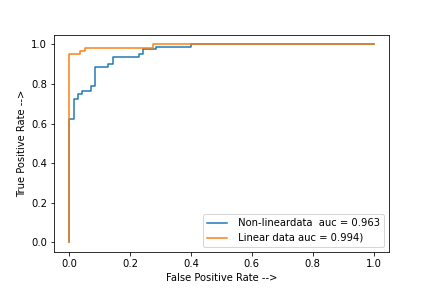 1.0
0.8
0.6
0.4
0.2
0.0
True Positive Rate -->
Non-lineardata  auc = 0.963
Linear data auc = 0.994)
0.0 0.2 0.4 0.6 0.8 1.0
False Positive Rate -->